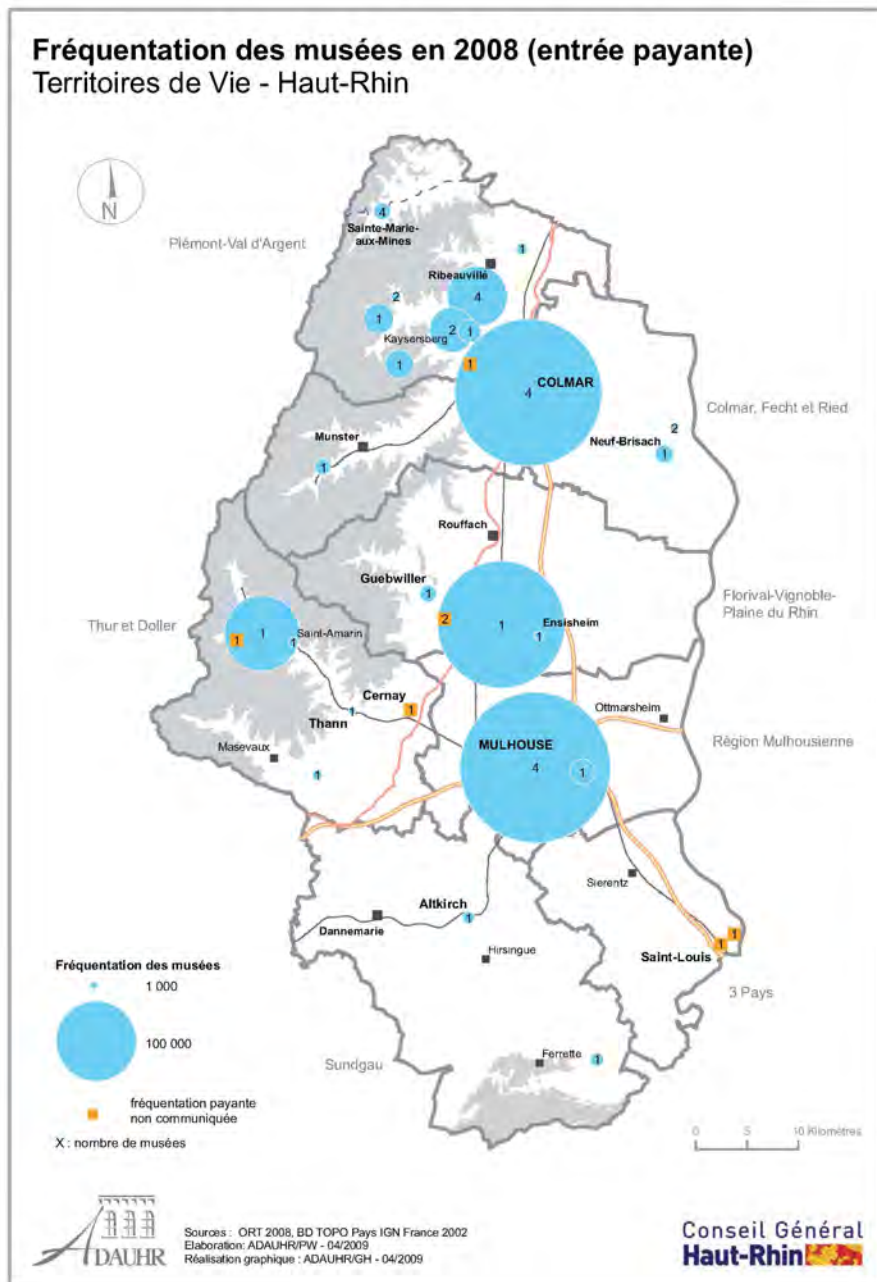 Fréquentation des musées en 2008 (entrée payante)
Territoires de Vie - Haut-Rhin
N
Piémont-Val d'Argent
4
Sainte-Marie-
aux-Mines
1
Ribeauvillé
4
2
1
2
1
Kaysersberg
1
1
4
COLMAR
Colmar, Fecht et Ried
Munster
1
2
Neuf-Brisach
1
Rouffach
Guebwiller
1
Florival-Vignoble-
Plaine du Rhin
2
1
Ensisheim
1
Thur et Doller
1
1
1
Saint-Amarin
Cernay
1
Thann
1
Ottmarsheim
Masevaux
1
MULHOUSE
4
1
Région Mulhousienne
Sierentz
Altkirch
1
Dannemarie
Hirsingue
1
1
Saint-Louis
3 Pays
Fréquentation des musées
1 000
100 000
Sundgau
Ferrette
1
fréquentation payante
non communiquée
X : nombre de musées
0 5 10 Kilomètres
ADAUHR
Sources : ORT 2008, BD TOPO Pays IGN France 2002
Elaboration: ADAUHR/PW - 04/2009
Réalisation graphique : ADAUHR/GH - 04/2009
Conseil Général
Haut-Rhin